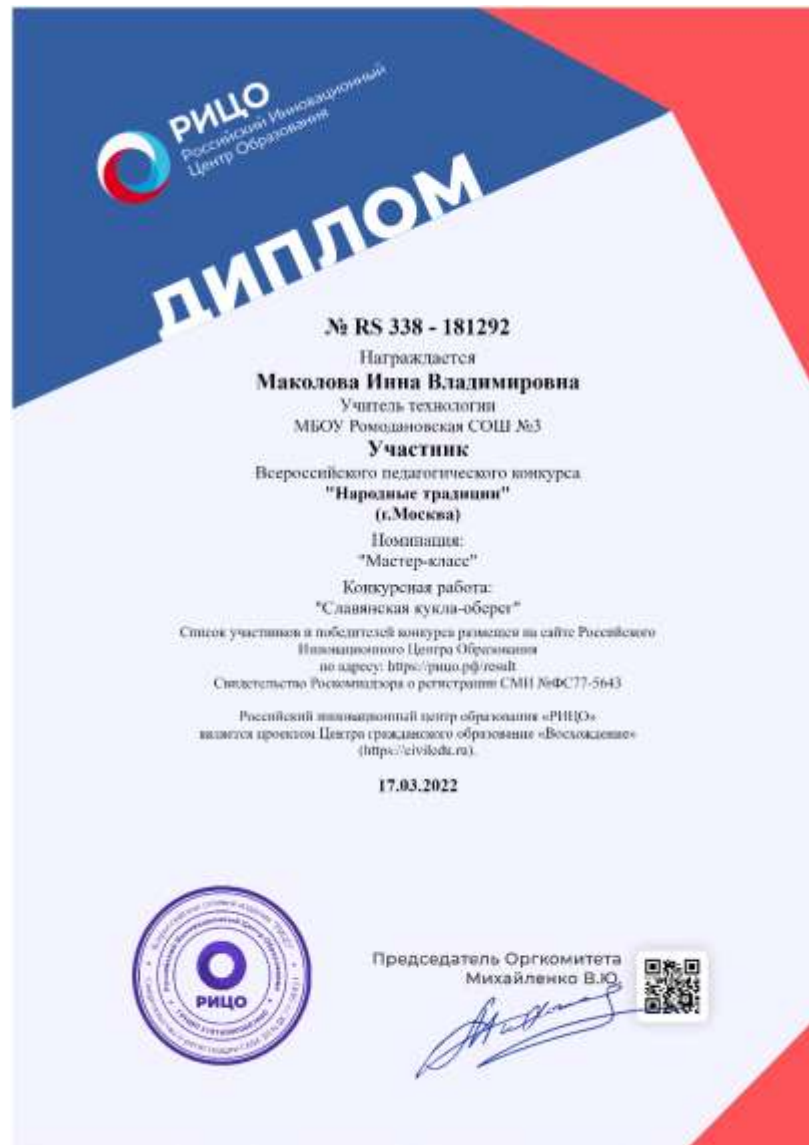 РИЦО
Российский Инновационный
Центр Образования
ДИПЛОМ
№ RS 338 - 181292
Награждается
Маколова Инна Владимировна
Учитель технологии
МБОУ Ромодановская СОШ №3
Участник
Всероссийского педагогического конкурса
"Народные традиции"
(г.Москва)
Номинация:
"Мастер-класс"
Конкурсная работа:
"Славянская кукла-оберег"
Список участников и победителей конкурса размещен на сайте Российского
Инновационного Центра Образования
по адресу: https://рицо.рф/result
Свидетельство Роскомнадзора о регистрации СМИ №ФС77-5643
Российский инновационный центр образования «РИЦО»
является проектом Центра гражданского образование «Восхождение»
(https://civiledu.ru).
17.03.2022
Председатель Оргкомитета
Михайленко В.Ю.
РИЦО
Российский Инновационный Центр Образования